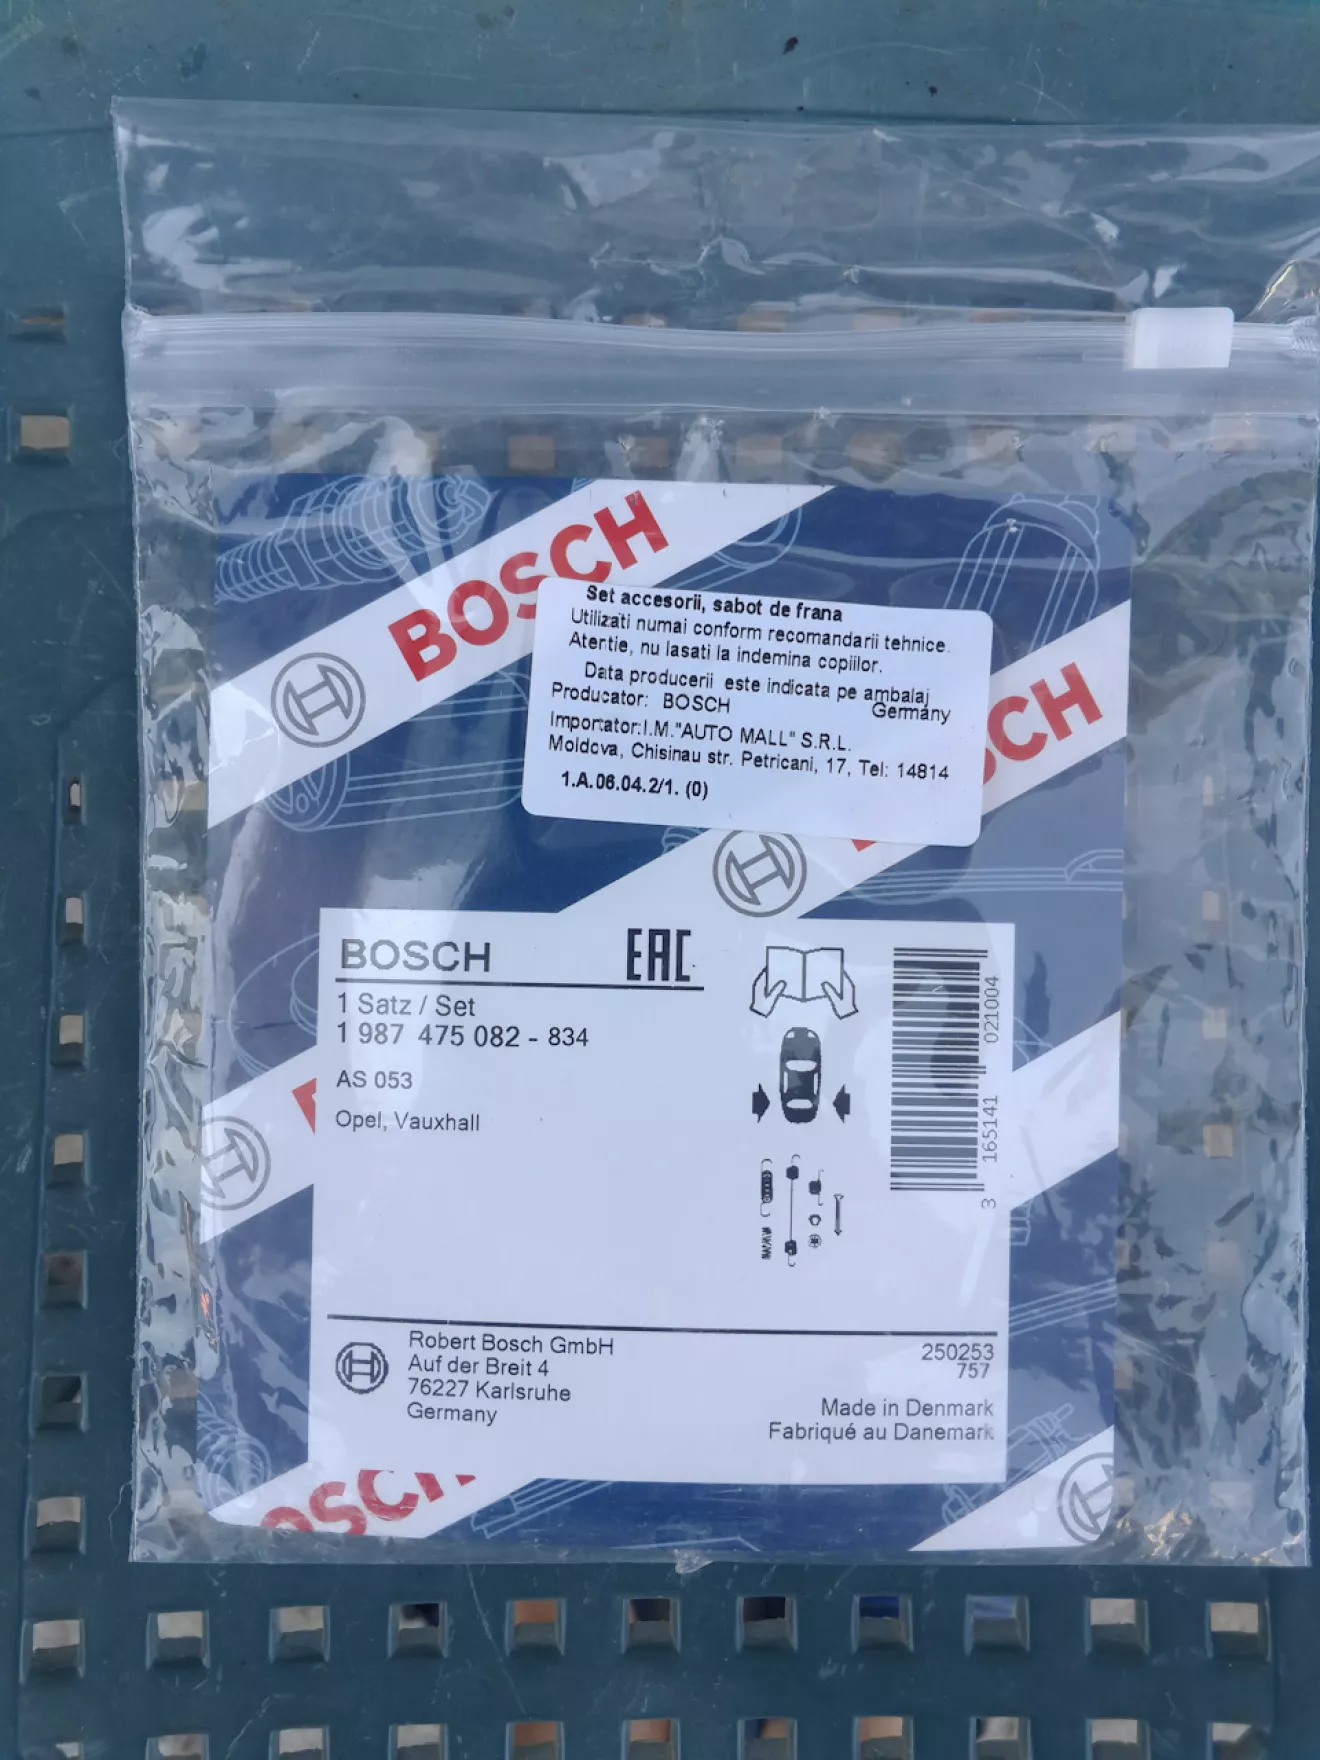 BOSCH
Set accesorii, sabot de frana
Utilizati numai conform recomandarii tehnice.
Atentie, nu lasati la indemina copiilor.
Data producerii este indicata pe ambalaj
Producator: BOSCH Germany
Importator:I.M."AUTO MALL" S.R.L.
Moldova, Chisinau str. Petricani, 17, Tel: 14814
1.A.06.04.2/1. (0)
BOSCH
EAC
1 Satz / Set
1 987 475 082 - 834
AS 053
Opel, Vauxhall
3 165141 021004
Robert Bosch GmbH
Auf der Breit 4
76227 Karlsruhe
Germany
250253
757
Made in Denmark
Fabriqué au Danemark
BOSCH